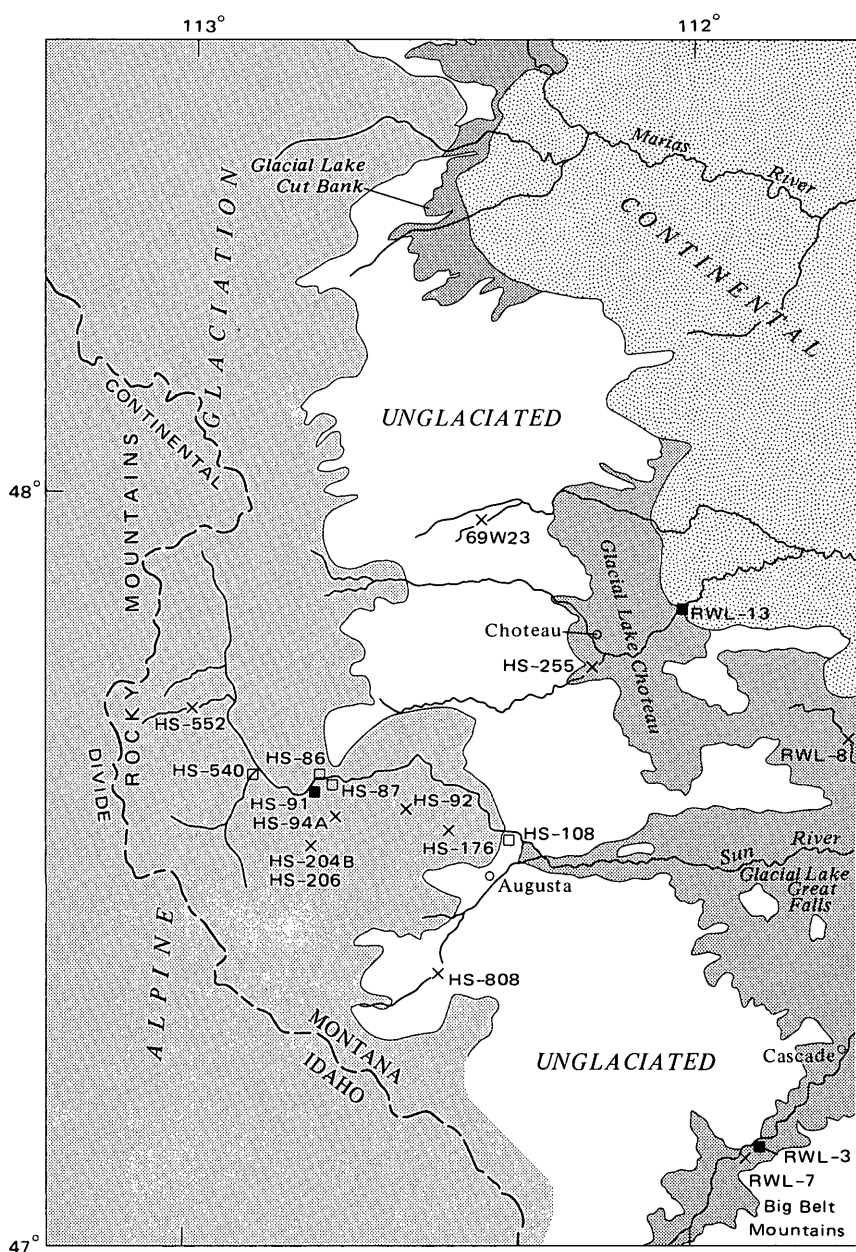 113°
112°
Marias
River
Glacial Lake
Cut Bank
GLACIATION
CONTINENTAL
CONTINENTAL
UNGLACIATED
48°
69W23
MOUNTAINS
Glacial Lake Choteau
RWL-13
Choteau
HS-255
HS-552
ROCKY
DIVIDE
RWL-8
HS-86
HS-540
HS-87
HS-91
HS-92
HS-94A
HS-108
HS-176
HS-204B
HS-206
Sun
River
Augusta
Glacial Lake
Great
Falls
ALPINE
HS-808
MONTANA
IDAHO
UNGLACIATED
Cascade
RWL-3
RWL-7
Big Belt
Mountains
47°